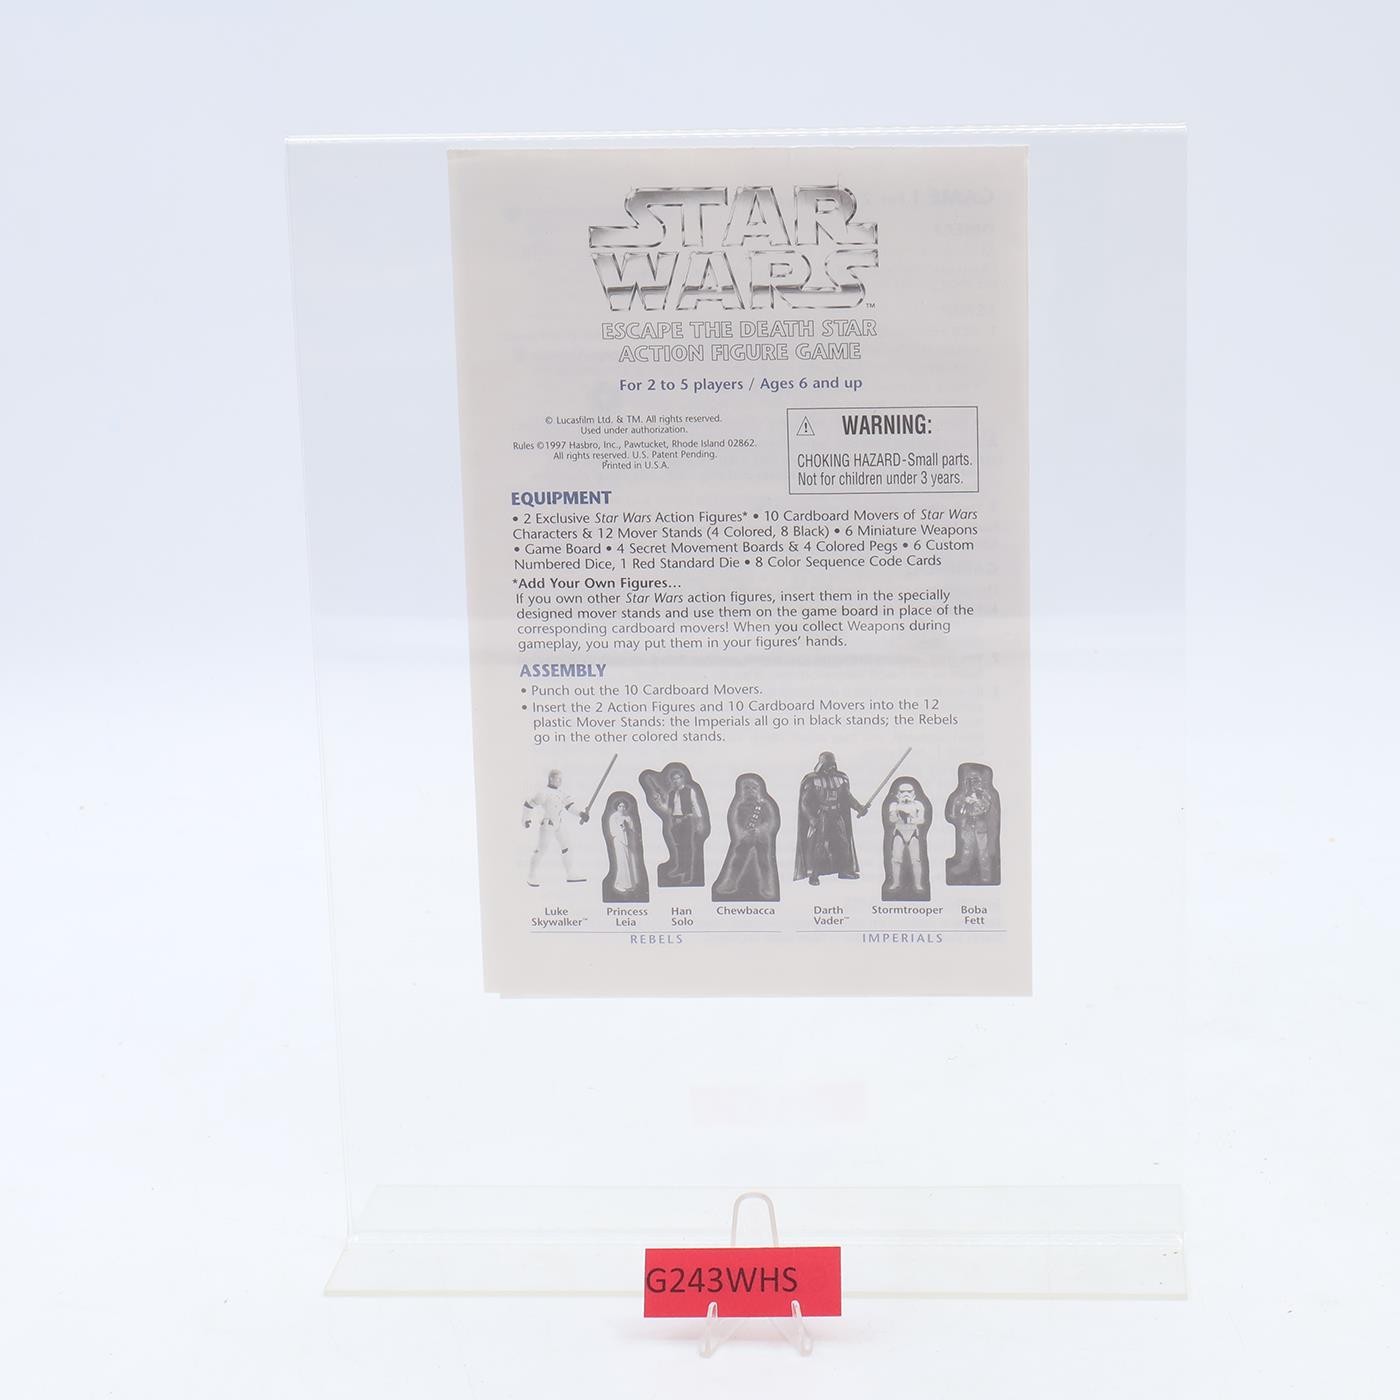 STAR
WARS™
ESCAPE THE DEATH STAR
ACTION FIGURE GAME
For 2 to 5 players / Ages 6 and up
© Lucasfilm Ltd. & TM. All rights reserved.
Used under authorization.
Rules ©1997 Hasbro, Inc., Pawtucket, Rhode Island 02862.
All rights reserved. U.S. Patent Pending.
Printed in U.S.A.
WARNING:
CHOKING HAZARD-Small parts.
Not for children under 3 years.
EQUIPMENT
• 2 Exclusive Star Wars Action Figures* • 10 Cardboard Movers of Star Wars
Characters & 12 Mover Stands (4 Colored, 8 Black) • 6 Miniature Weapons
• Game Board • 4 Secret Movement Boards & 4 Colored Pegs • 6 Custom
Numbered Dice, 1 Red Standard Die • 8 Color Sequence Code Cards
*Add Your Own Figures...
If you own other Star Wars action figures, insert them in the specially
designed mover stands and use them on the game board in place of the
corresponding cardboard movers! When you collect Weapons during
gameplay, you may put them in your figures' hands.
ASSEMBLY
• Punch out the 10 Cardboard Movers.
• Insert the 2 Action Figures and 10 Cardboard Movers into the 12
plastic Mover Stands: the Imperials all go in black stands; the Rebels
go in the other colored stands.
Luke Skywalker™
Princess Leia
Han Solo
Chewbacca
Darth Vader™
Stormtrooper
Boba Fett
REBELS
IMPERIALS
G243WHS